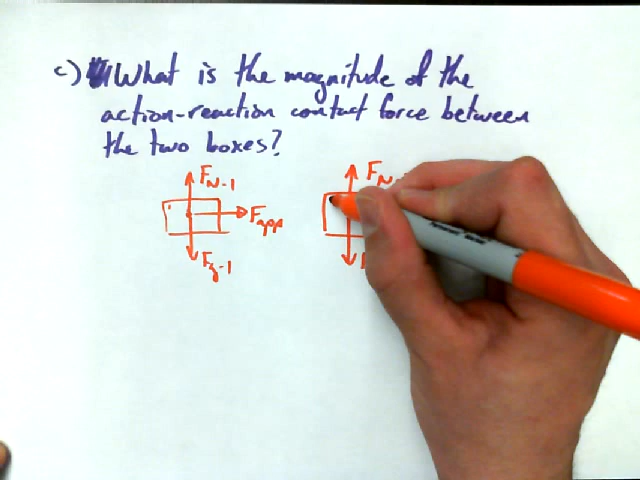 c) What is the magnitude of the
action-reaction contact force between
the two boxes?
FN-1 FN-
Fapp
Fg-1 F